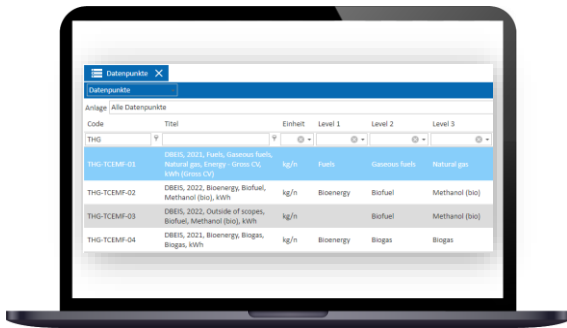 Datenpunkte
Datenpunkte
Anlage Alle Datenpunkte
Code Titel Einheit Level 1 Level 2 Level 3
THG
DBEIS, 2021, Fuels, Gaseous fuels,
THG-TCEMF-01 Natural gas, Energy - Gross CV, kg/n Fuels Gaseous fuels Natural gas
kWh (Gross CV)
THG-TCEMF-02 DBEIS, 2022, Bioenergy, Biofuel, kg/n Bioenergy Biofuel Methanol (bio)
Methanol (bio), kWh
THG-TCEMF-03 DBEIS, 2022, Outside of scopes, kg/n Biofuel Methanol (bio)
Biofuel, Methanol (bio), kWh
THG-TCEMF-04 DBEIS, 2021, Bioenergy, Biogas, kg/n Bioenergy Biogas Biogas
Biogas, kWh